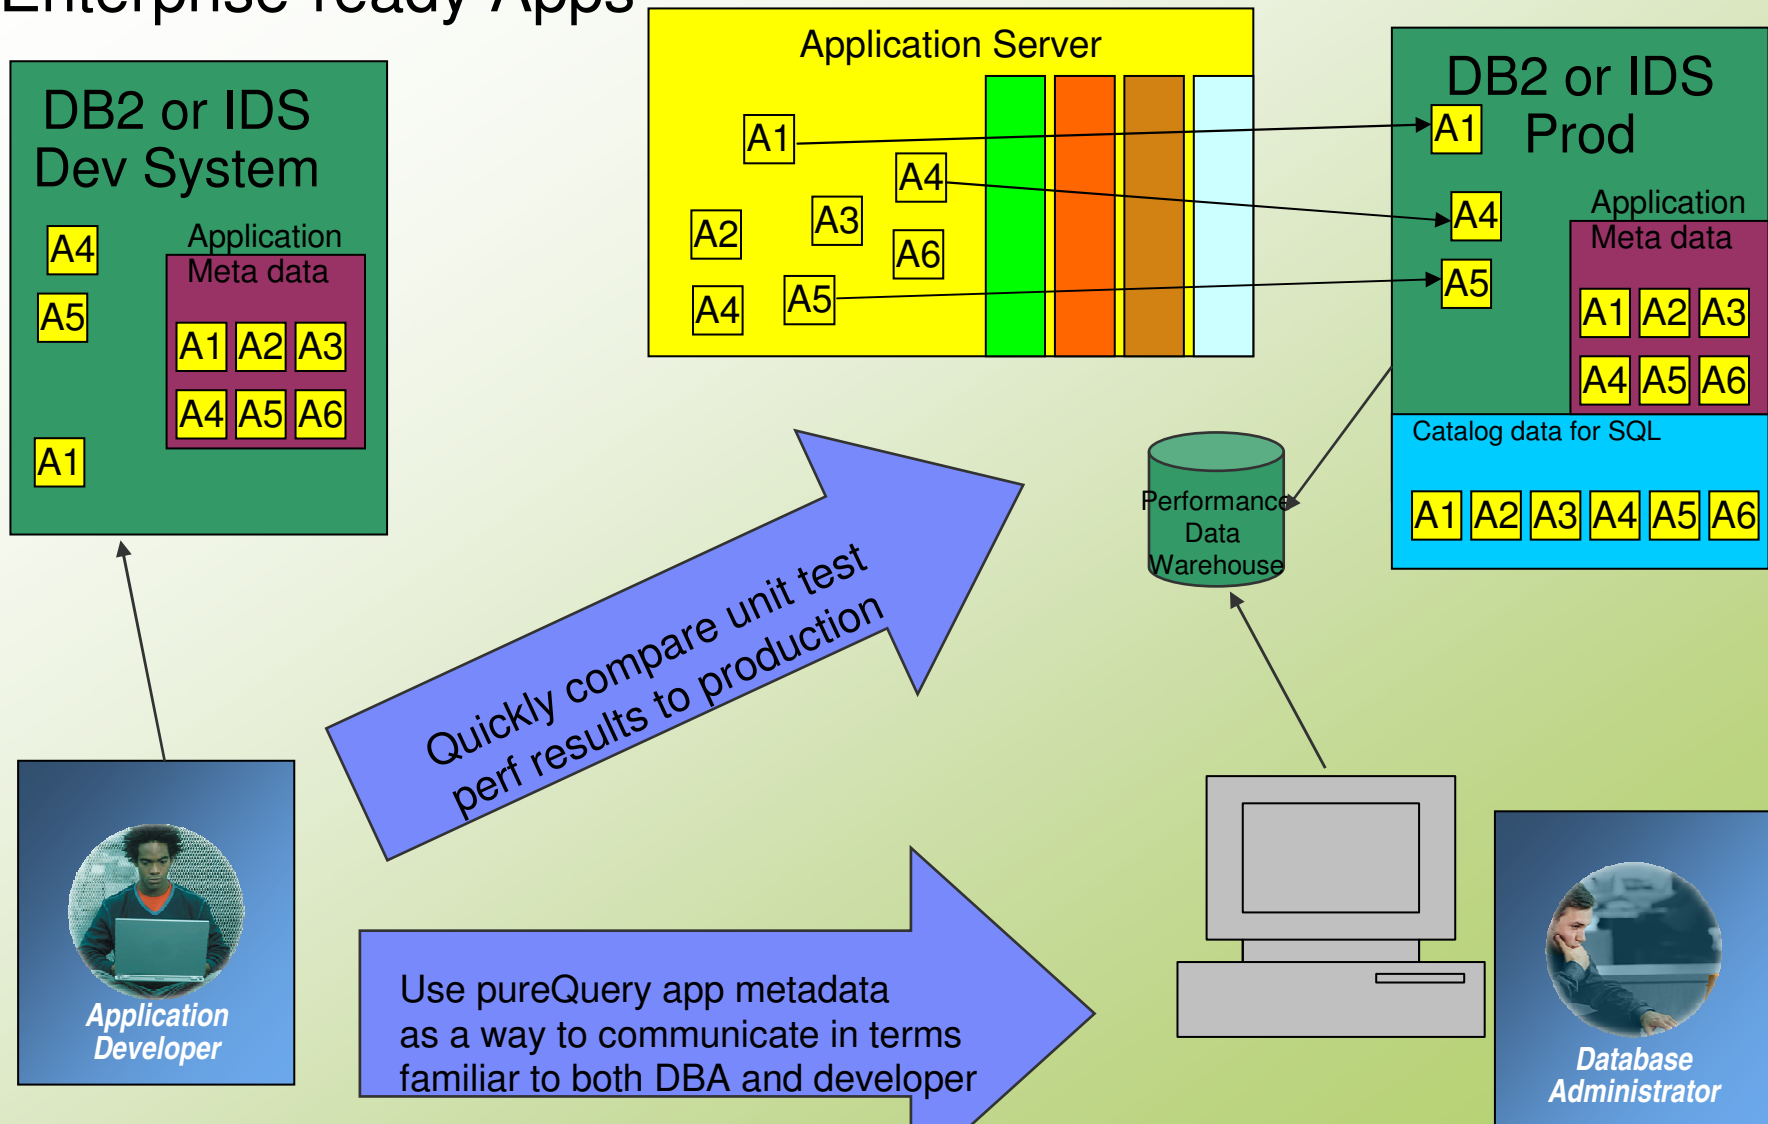 Enterprise-ready Apps
DB2 or IDS
Dev System
A4
A5
A1
Application
Meta data
A1 A2 A3
A4 A5 A6
Application Server
A1
A4
A3
A2
A6
A5
A4
DB2 or IDS
Prod
A1
A4
A5
Application
Meta data
A1 A2 A3
A4 A5 A6
Catalog data for SQL
A1 A2 A3 A4 A5 A6
Performance
Data
Warehouse
Quickly compare unit test
perf results to production
Use pureQuery app metadata
as a way to communicate in terms
familiar to both DBA and developer
Application
Developer
Database
Administrator